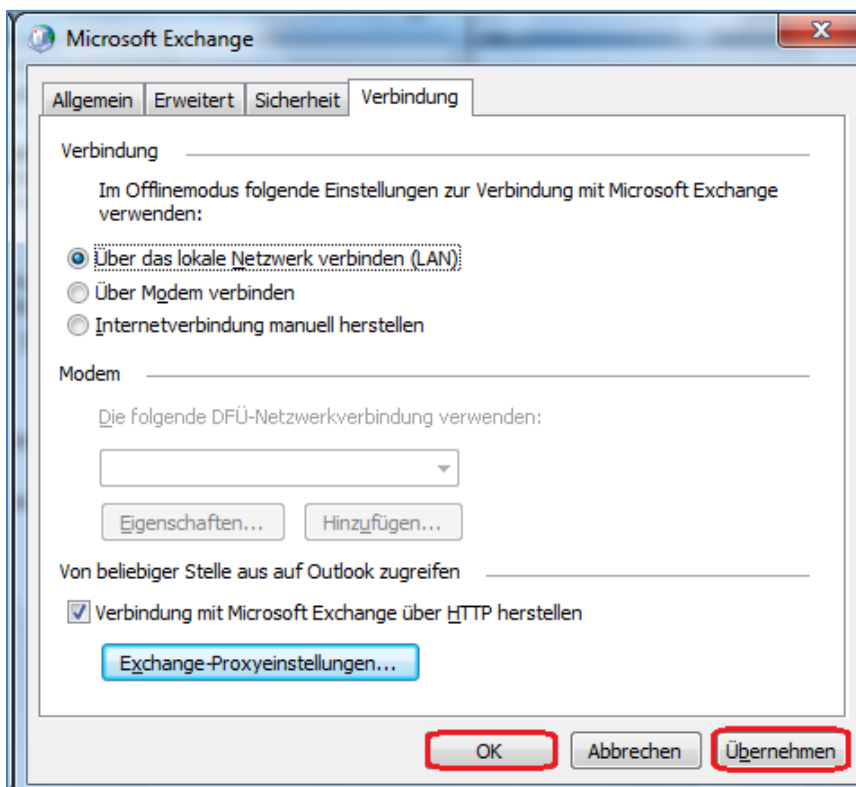 Microsoft Exchange
Allgemein Erweitert Sicherheit Verbindung
Verbindung
Im Offlinemodus folgende Einstellungen zur Verbindung mit Microsoft Exchange
verwenden:
Über das lokale Netzwerk verbinden (LAN)
Über Modem verbinden
Internetverbindung manuell herstellen
Modem
Die folgende DFÜ-Netzwerkverbindung verwenden:
Eigenschaften... Hinzufügen...
Von beliebiger Stelle aus auf Outlook zugreifen
Verbindung mit Microsoft Exchange über HTTP herstellen
Exchange-Proxyeinstellungen...
OK Abbrechen Übernehmen